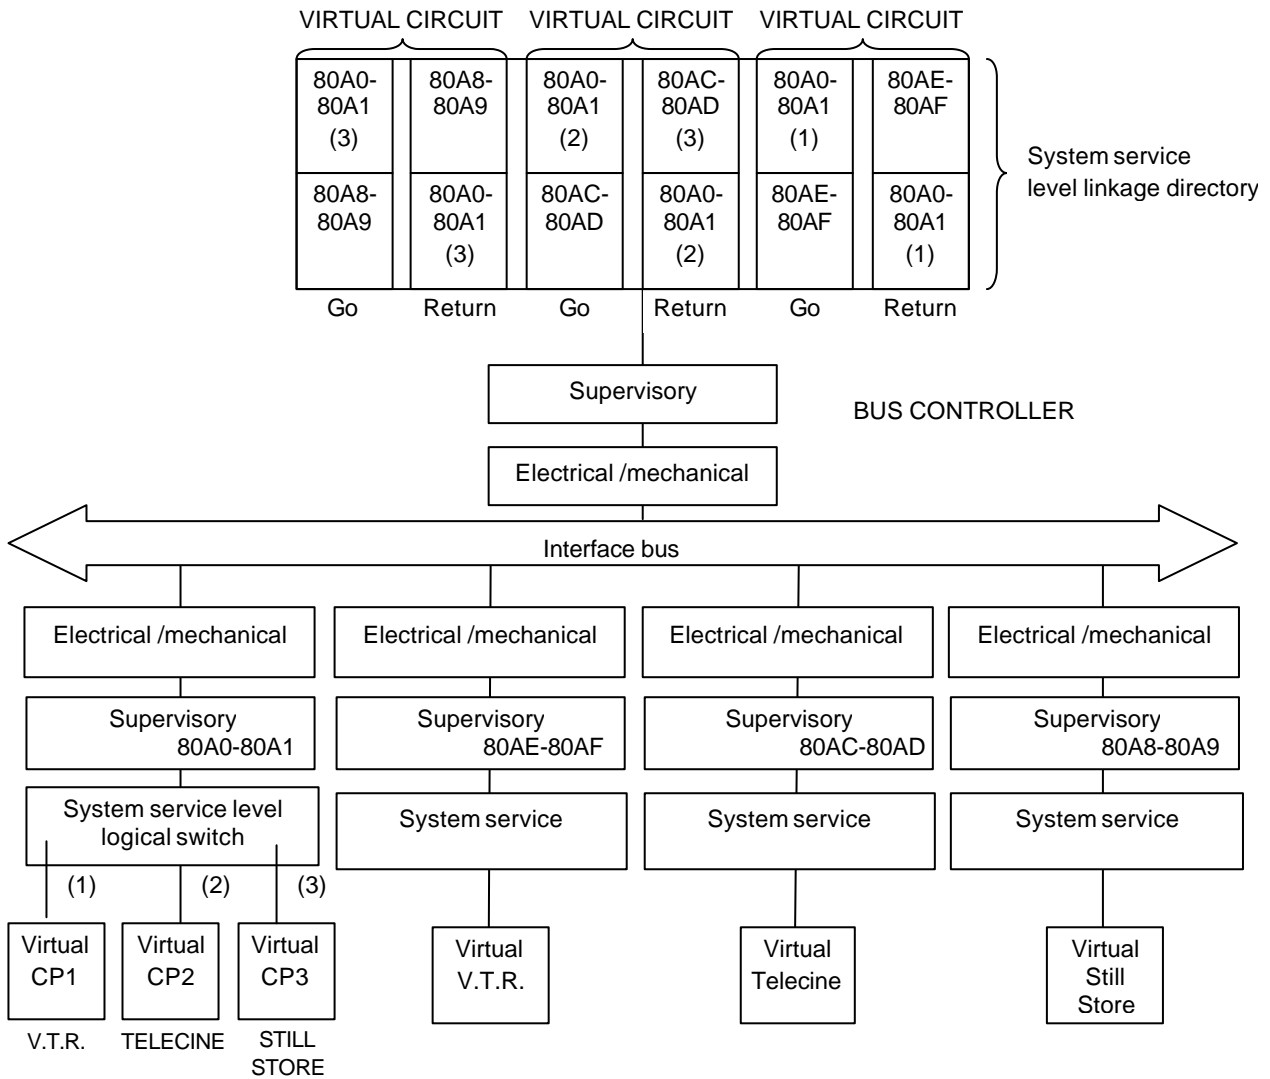 VIRTUAL CIRCUIT VIRTUAL CIRCUIT VIRTUAL CIRCUIT
80A0-
80A1
(3)
80A8-
80A9
80A0-
80A1
(2)
80AC-
80AD
(3)
80A0-
80A1
(1)
80AE-
80AF
80A8-
80A9
80A0-
80A1
(3)
80AC-
80AD
80A0-
80A1
(2)
80AE-
80AF
80A0-
80A1
(1)
System service
level linkage directory
Go Return Go Return Go Return
Supervisory
BUS CONTROLLER
Electrical /mechanical
Interface bus
Electrical /mechanical
Electrical /mechanical
Electrical /mechanical
Electrical /mechanical
Supervisory
80A0-80A1
Supervisory
80AE-80AF
Supervisory
80AC-80AD
Supervisory
80A8-80A9
System service level
logical switch
System service
System service
System service
(1) (2) (3)
Virtual
CP1
Virtual
CP2
Virtual
CP3
Virtual
V.T.R.
Virtual
Telecine
Virtual
Still
Store
V.T.R.
TELECINE
STILL
STORE